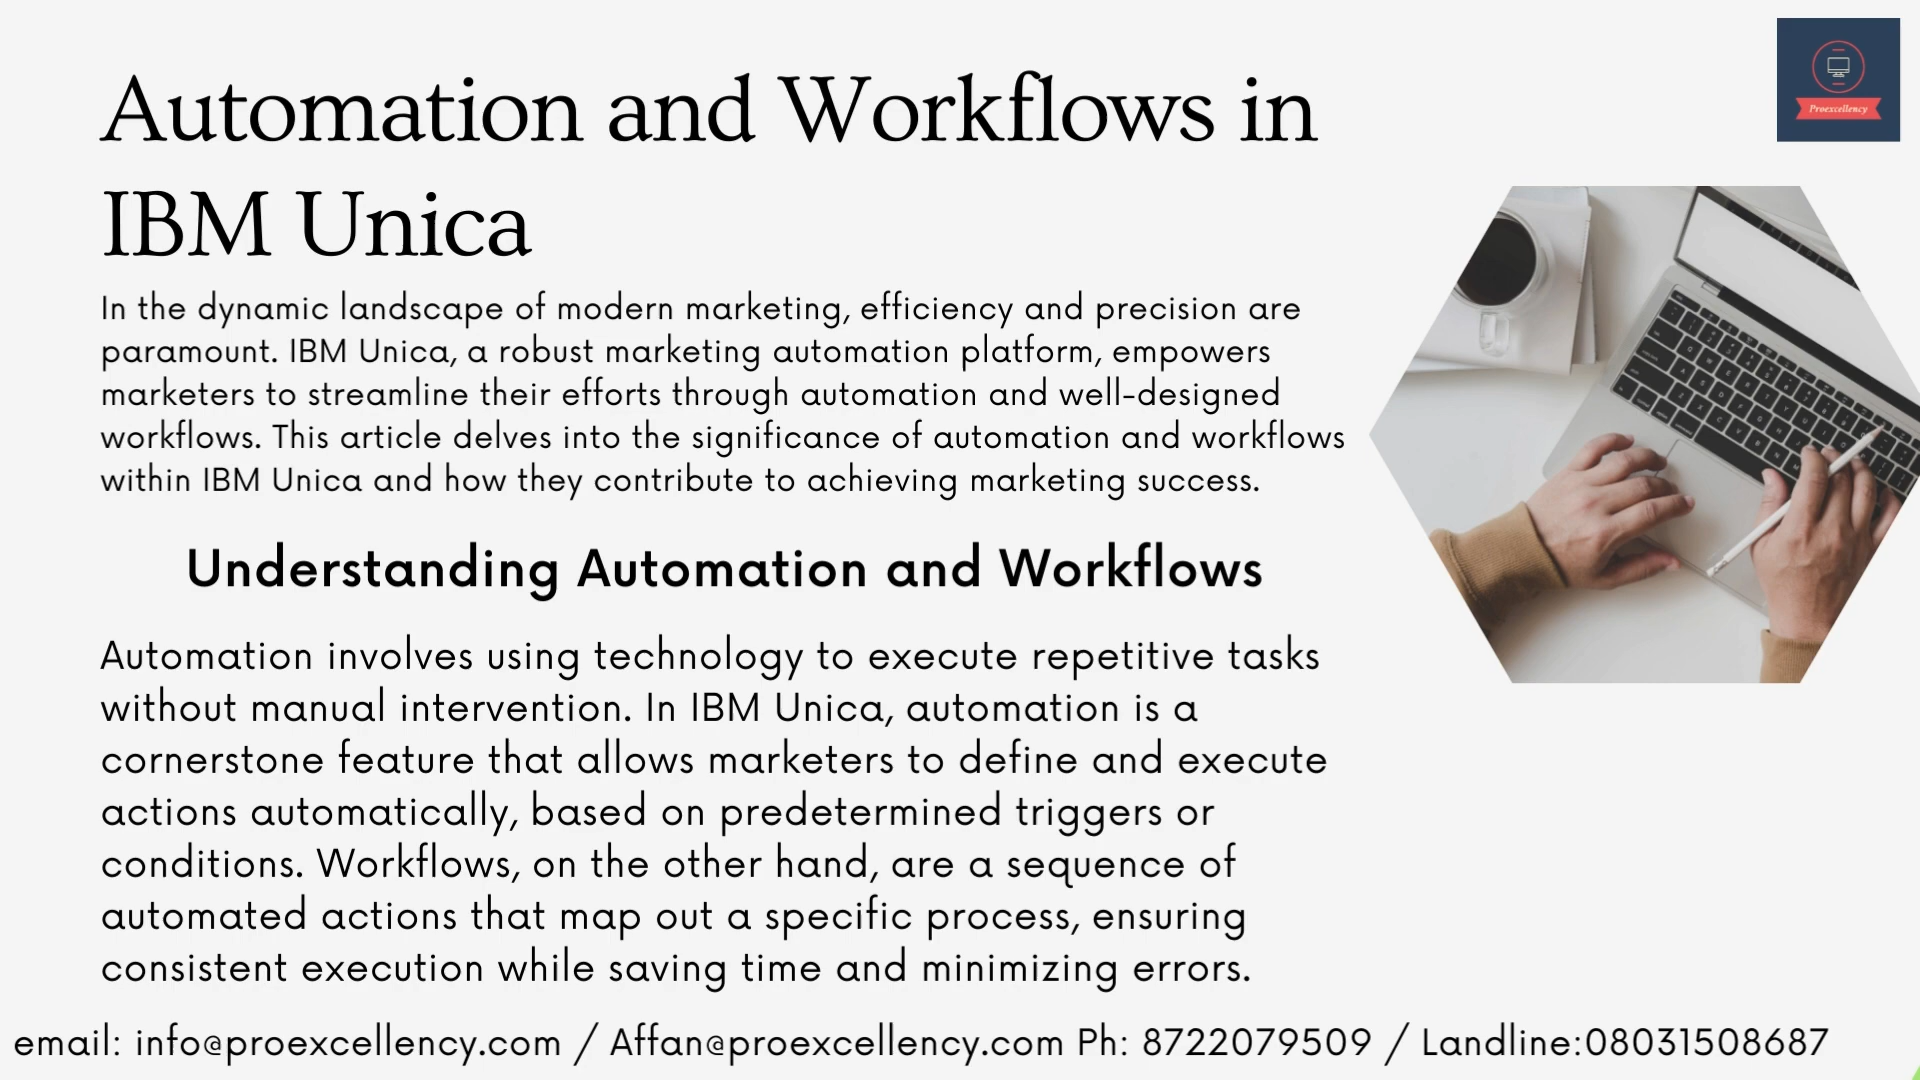 Automation and Workflows in
IBM Unica
Proexcellency
In the dynamic landscape of modern marketing, efficiency and precision are
paramount. IBM Unica, a robust marketing automation platform, empowers
marketers to streamline their efforts through automation and well-designed
workflows. This article delves into the significance of automation and workflows
within IBM Unica and how they contribute to achieving marketing success.
Understanding Automation and Workflows
Automation involves using technology to execute repetitive tasks
without manual intervention. In IBM Unica, automation is a
cornerstone feature that allows marketers to define and execute
actions automatically, based on predetermined triggers or
conditions. Workflows, on the other hand, are a sequence of
automated actions that map out a specific process, ensuring
consistent execution while saving time and minimizing errors.
email: info@proexcellency.com / Affan@proexcellency.com Ph: 8722079509 / Landline:08031508687